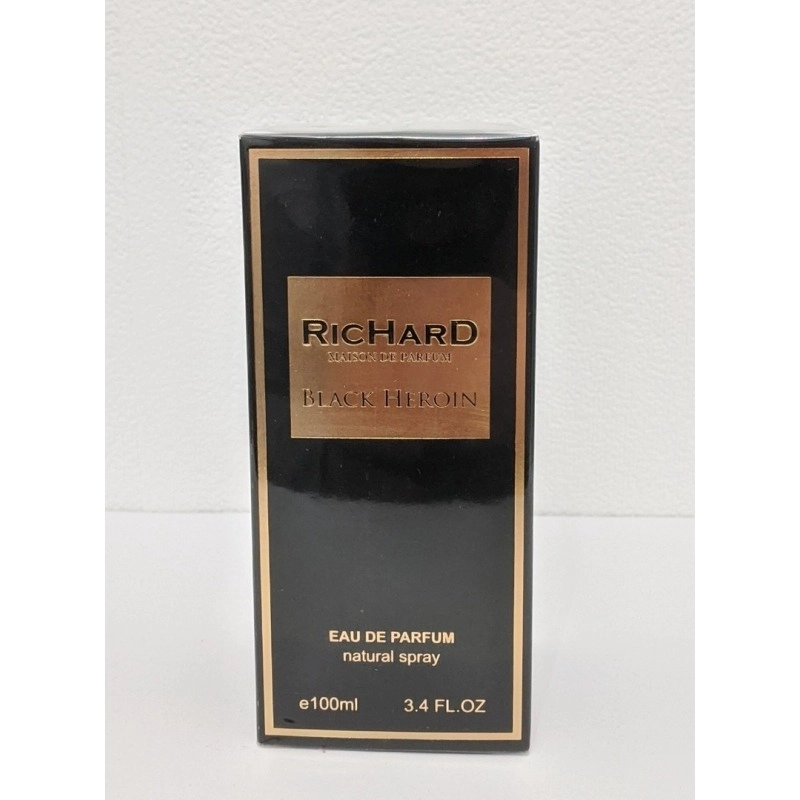 RicHarD
MAISON DE PARFUM
BLACK HEROIN
EAU DE PARFUM
natural spray
e100ml 3.4 FL.OZ